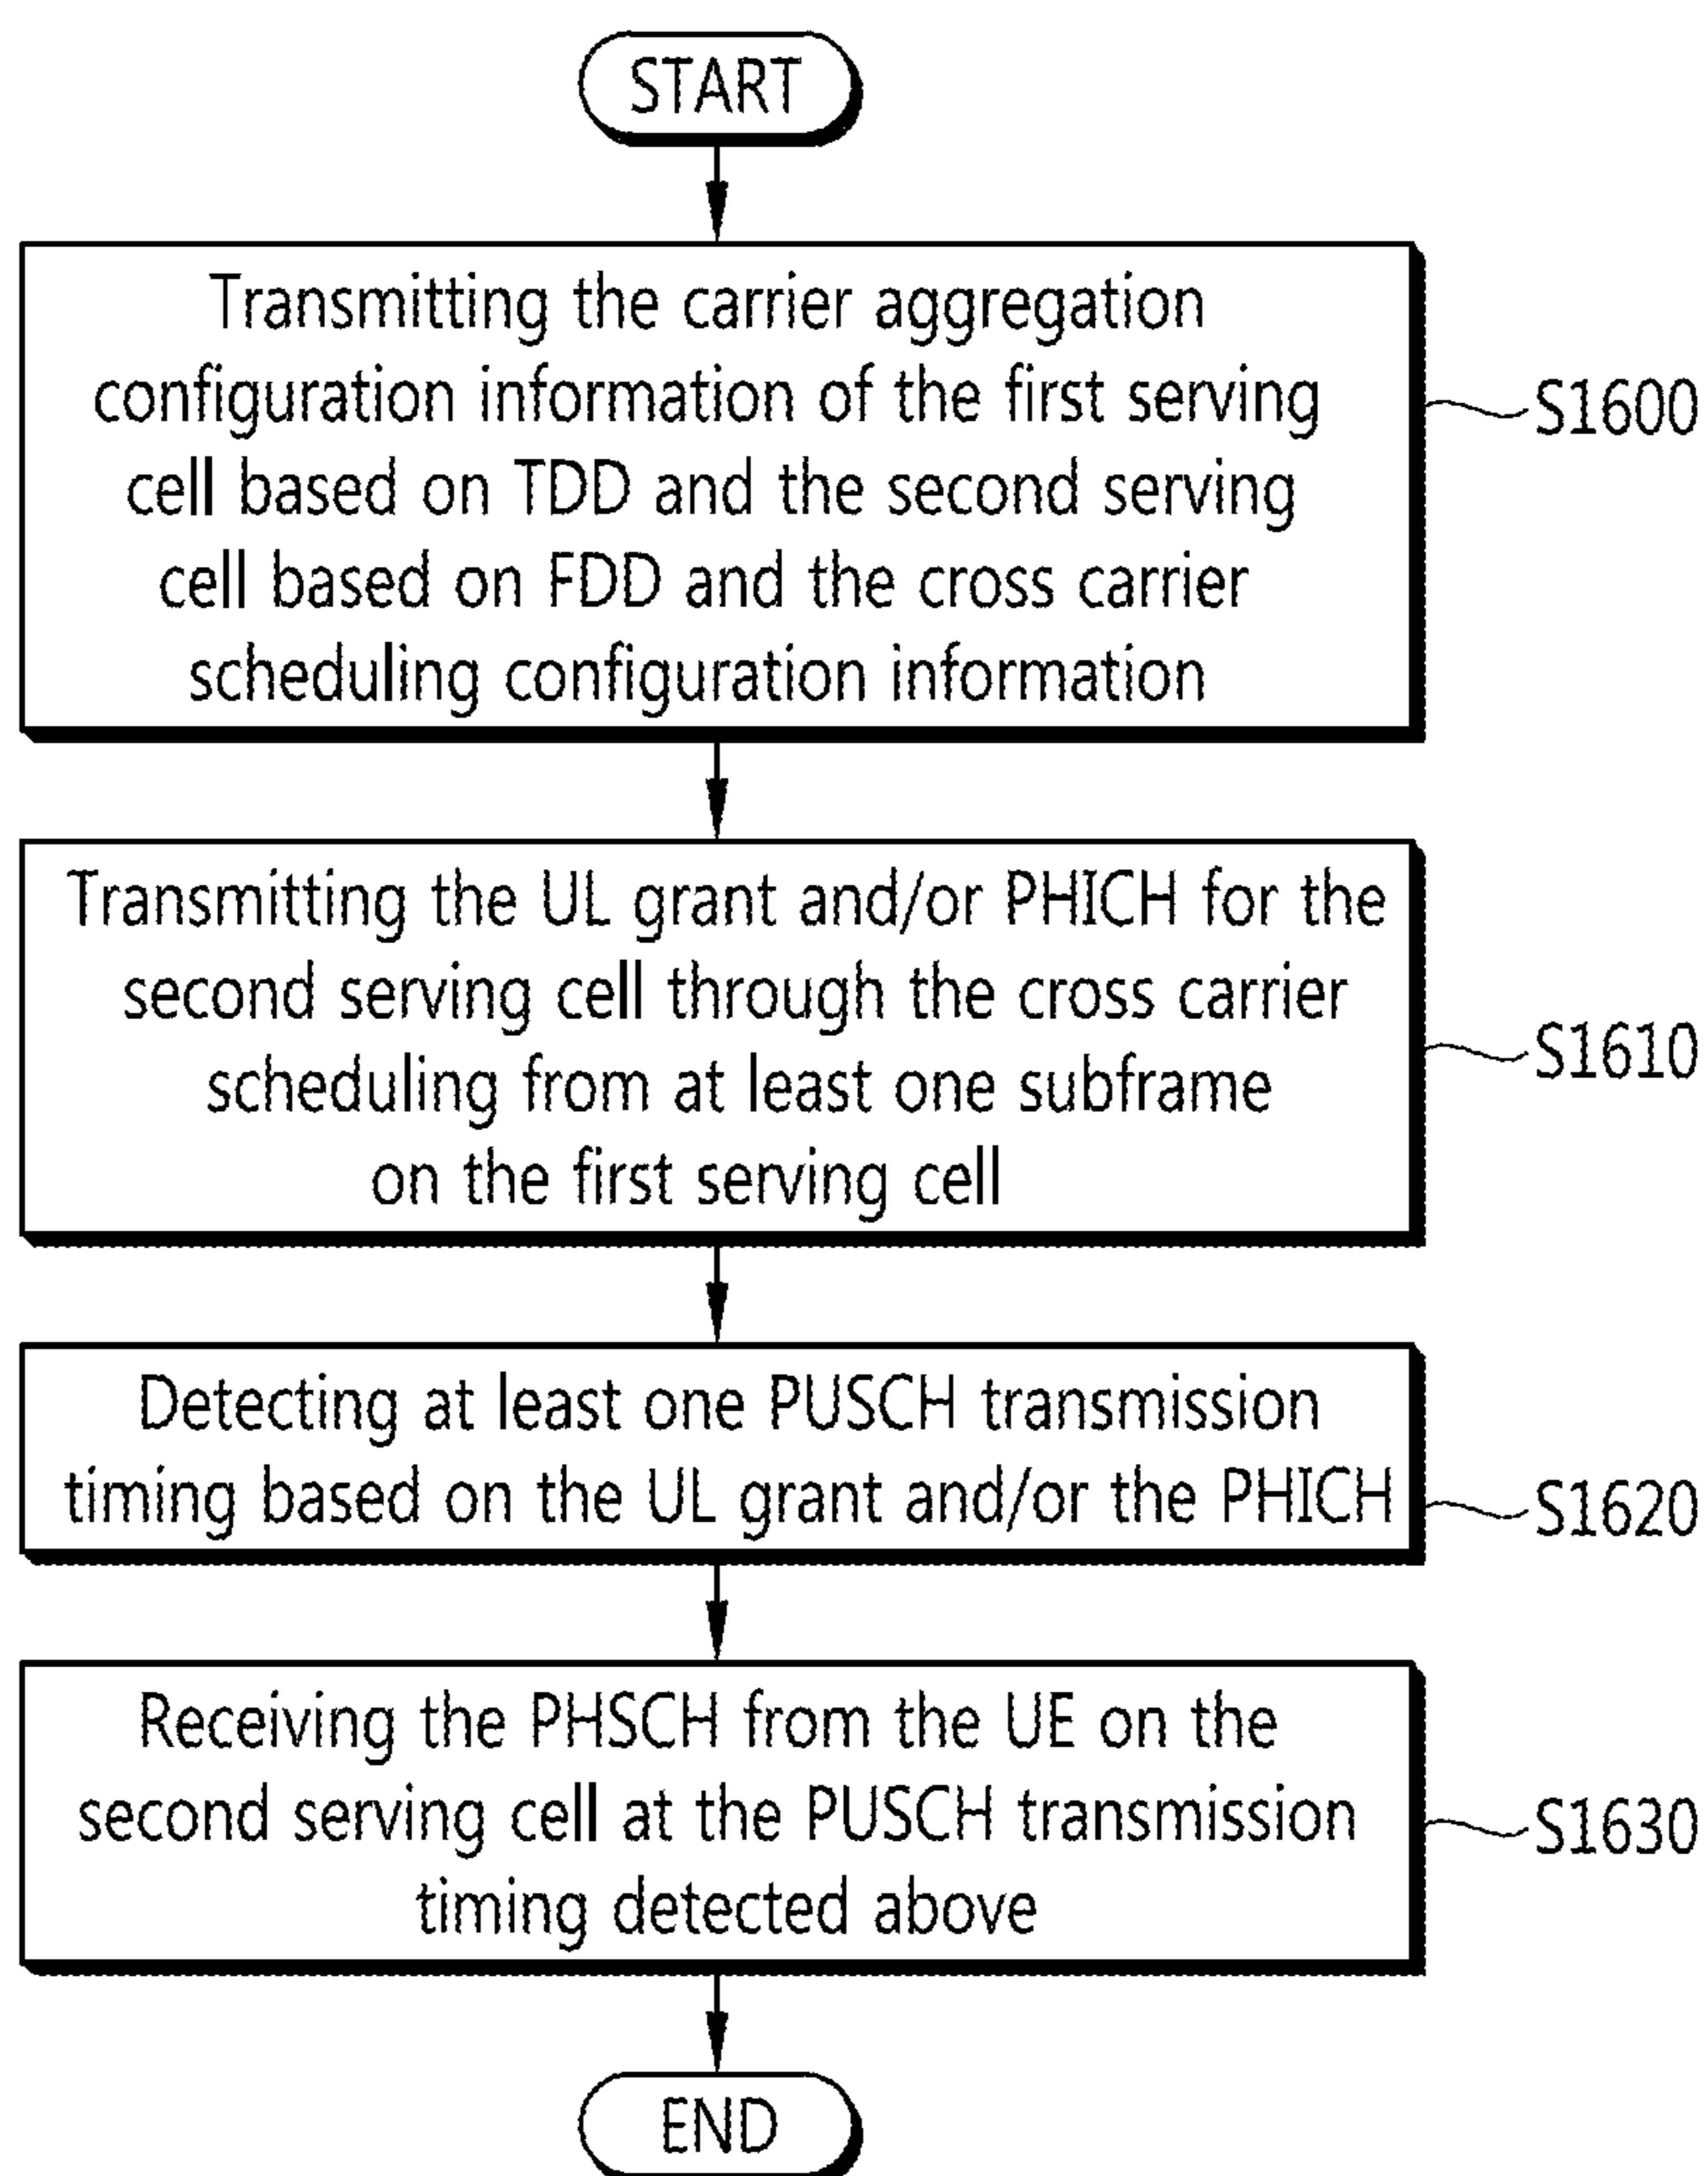 START
Transmitting the carrier aggregation
configuration information of the first serving
cell based on TDD and the second serving
cell based on FDD and the cross carrier
scheduling configuration information
S1600
Transmitting the UL grant and/or PHICH for the
second serving cell through the cross carrier
scheduling from at least one subframe
on the first serving cell
S1610
Detecting at least one PUSCH transmission
timing based on the UL grant and/or the PHICH
S1620
Receiving the PHSCH from the UE on the
second serving cell at the PUSCH transmission
timing detected above
S1630
END